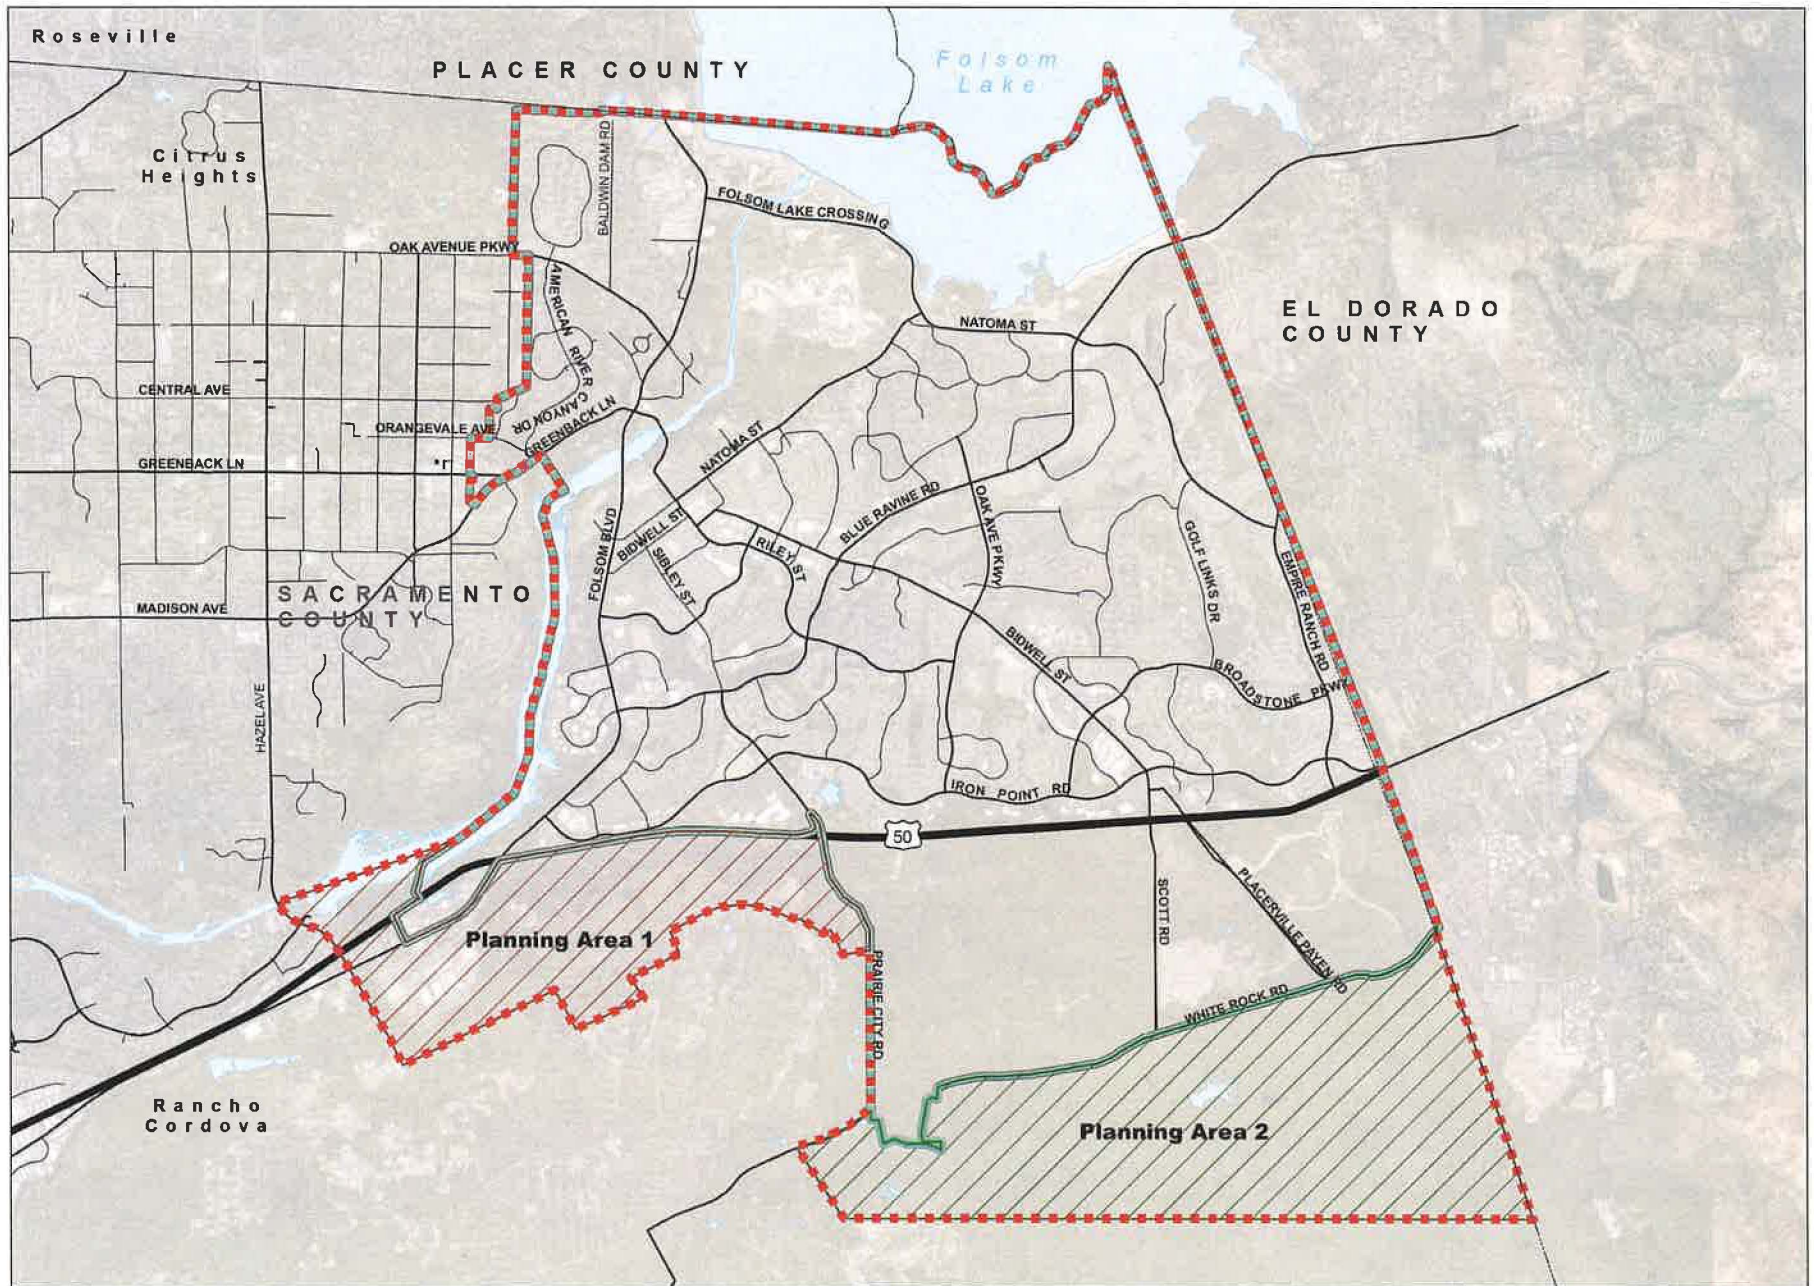 Roseville
PLACER COUNTY
Folsom
Lake
Citrus
Heights
BALDWIN DAM RD
FOLSOM LAKE CROSSING
OAK AVENUE PKWY
AMERICAN RIVER CANYON DR
EL DORADO
COUNTY
NATOMA ST
CENTRAL AVE
ORANGEVALE AVE
GREENBACK LN
GREENBACK LN
NATOMA ST
BLUE RAVINE RD
OAK AVE PKWY
FOLSOM BLVD
BIDWELL ST
SIBLEY ST
RILEY ST
GOLF LINKS DR
EMPIRE RANCH RD
SACRAMENTO
COUNTY
MADISON AVE
BIDWELL ST
BROADSTONE PKWY
HAZEL AVE
IRON POINT RD
50
PLACERVILLE PAYEN RD
SCOTT RD
Planning Area 1
PRAIRIE CITY RD
WHITE ROCK RD
Rancho
Cordova
Planning Area 2